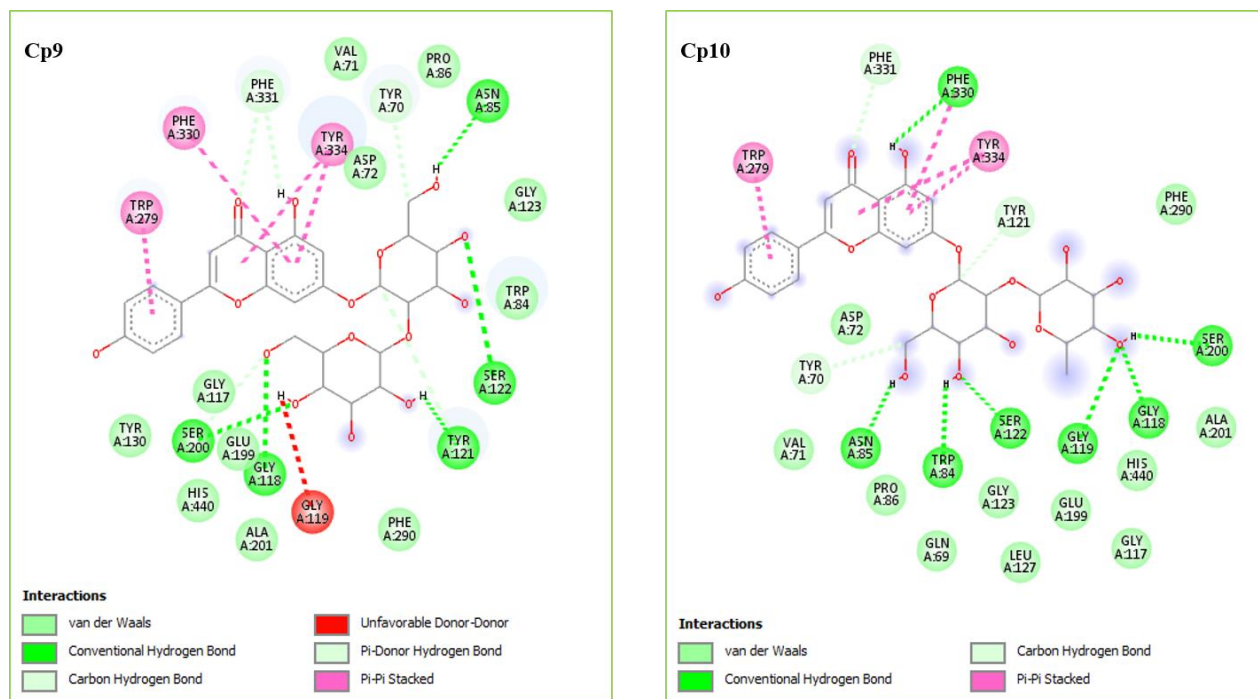 Cp9
VAL
A:71
PRO
A:86
PHE
A:331
TYR
A:70
ASN
A:85
PHE
A:330
TYR
A:334
ASP
A:72
H
H
GLY
A:123
TRP
A:279
O
O
O
O
O
O
TRP
A:84
O
O
O
O
O
SER
A:122
GLY
A:117
O
H
O
O
H
O
TYR
A:130
SER
A:200
GLU
A:199
TYR
A:121
GLY
A:118
HIS
A:440
GLY
A:119
PHE
A:290
ALA
A:201
Interactions
van der Waals
Conventional Hydrogen Bond
Carbon Hydrogen Bond
Unfavorable Donor-Donor
Pi-Donor Hydrogen Bond
Pi-Pi Stacked
Cp10
PHE
A:331
PHE
A:330
TRP
A:279
TYR
A:334
O
H
O
PHE
A:290
TYR
A:121
O
O
O
O
O
O
O
O
O
O
O
H
ASP
A:72
TYR
A:70
SER
A:200
O
H
H
O
VAL
A:71
ASN
A:85
TRP
A:84
SER
A:122
GLY
A:119
GLY
A:118
ALA
A:201
HIS
A:440
PRO
A:86
GLY
A:123
GLU
A:199
GLN
A:69
LEU
A:127
GLY
A:117
Interactions
van der Waals
Conventional Hydrogen Bond
Carbon Hydrogen Bond
Pi-Pi Stacked